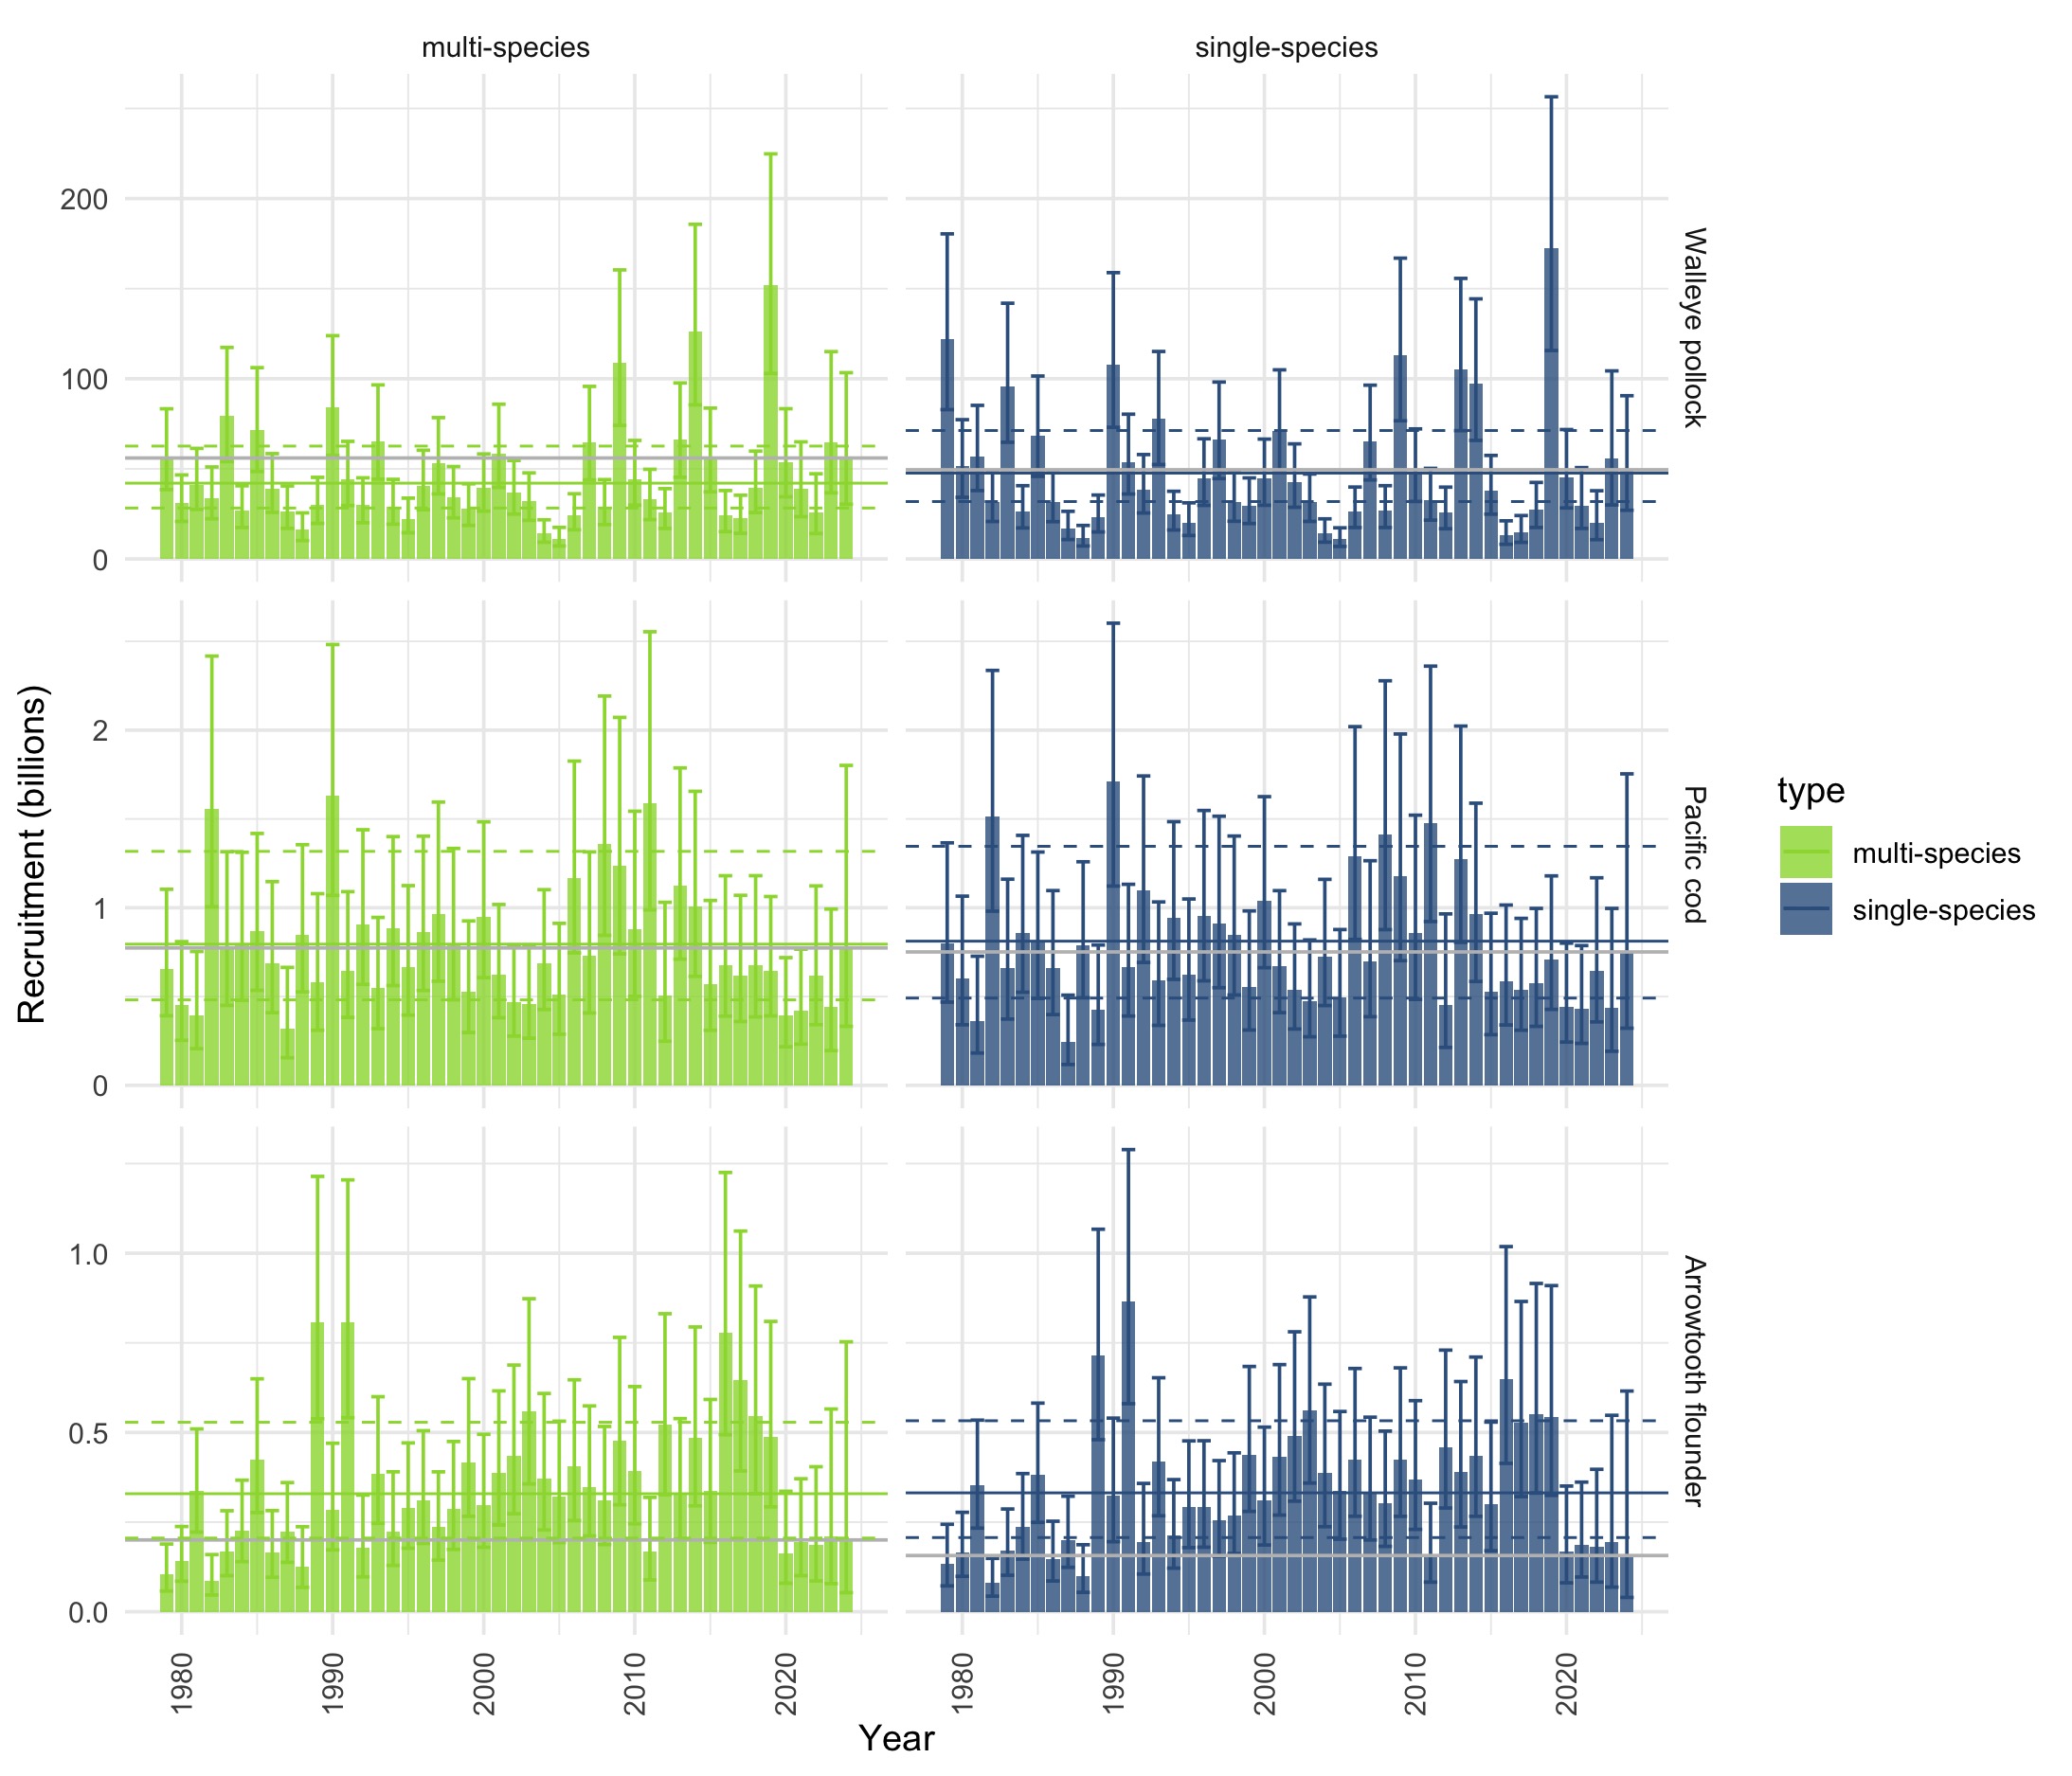 multi-species
single-species
200
100
0
Walleye pollock
Recruitment (billions)
2
1
0
Pacific cod
type
multi-species
single-species
1.0
0.5
0.0
Arrowtooth flounder
1980
1990
2000
2010
2020
1980
1990
2000
2010
2020
Year